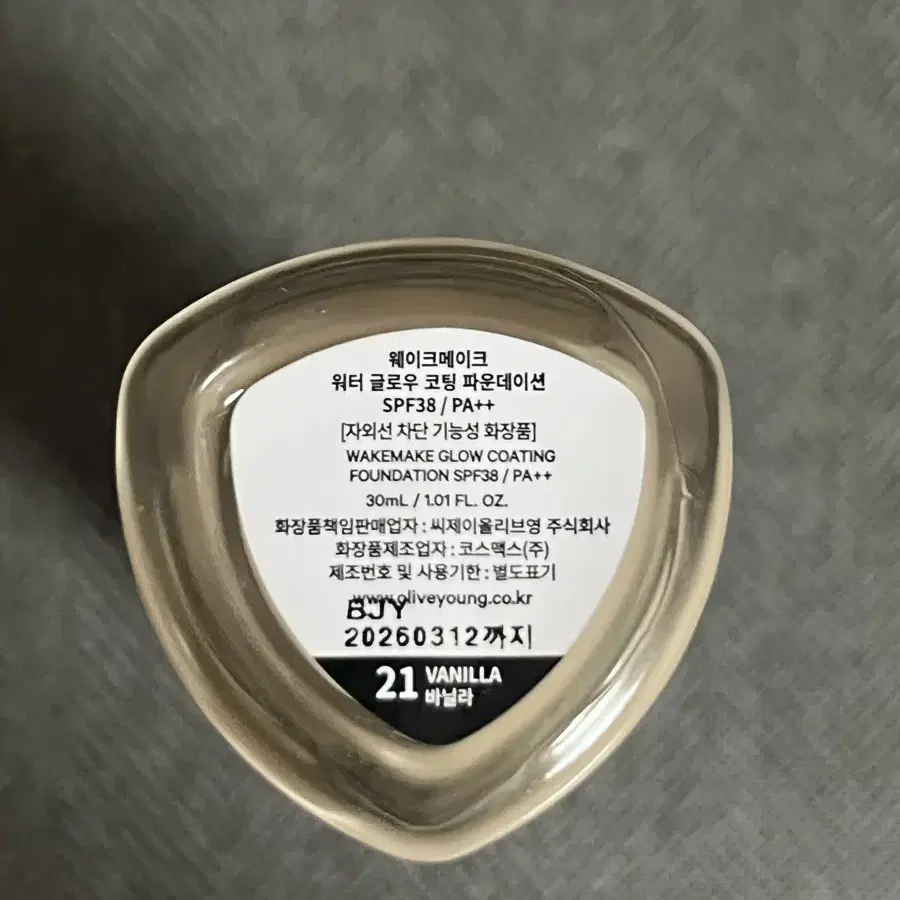 웨이크메이크
워터 글로우 코팅 파운데이션
SPF38 / PA++
[자외선 차단 기능성 화장품]
WAKEMAKE GLOW COATING
FOUNDATION SPF38 / PA++
30mL / 1.01 FL. OZ.
화장품책임판매업자 : 씨제이올리브영 주식회사
화장품제조업자 : 코스맥스(주)
제조번호 및 사용기한 : 별도표기
www.oliveyoung.co.kr
BJY
20260312까지
21 VANILLA
바닐라